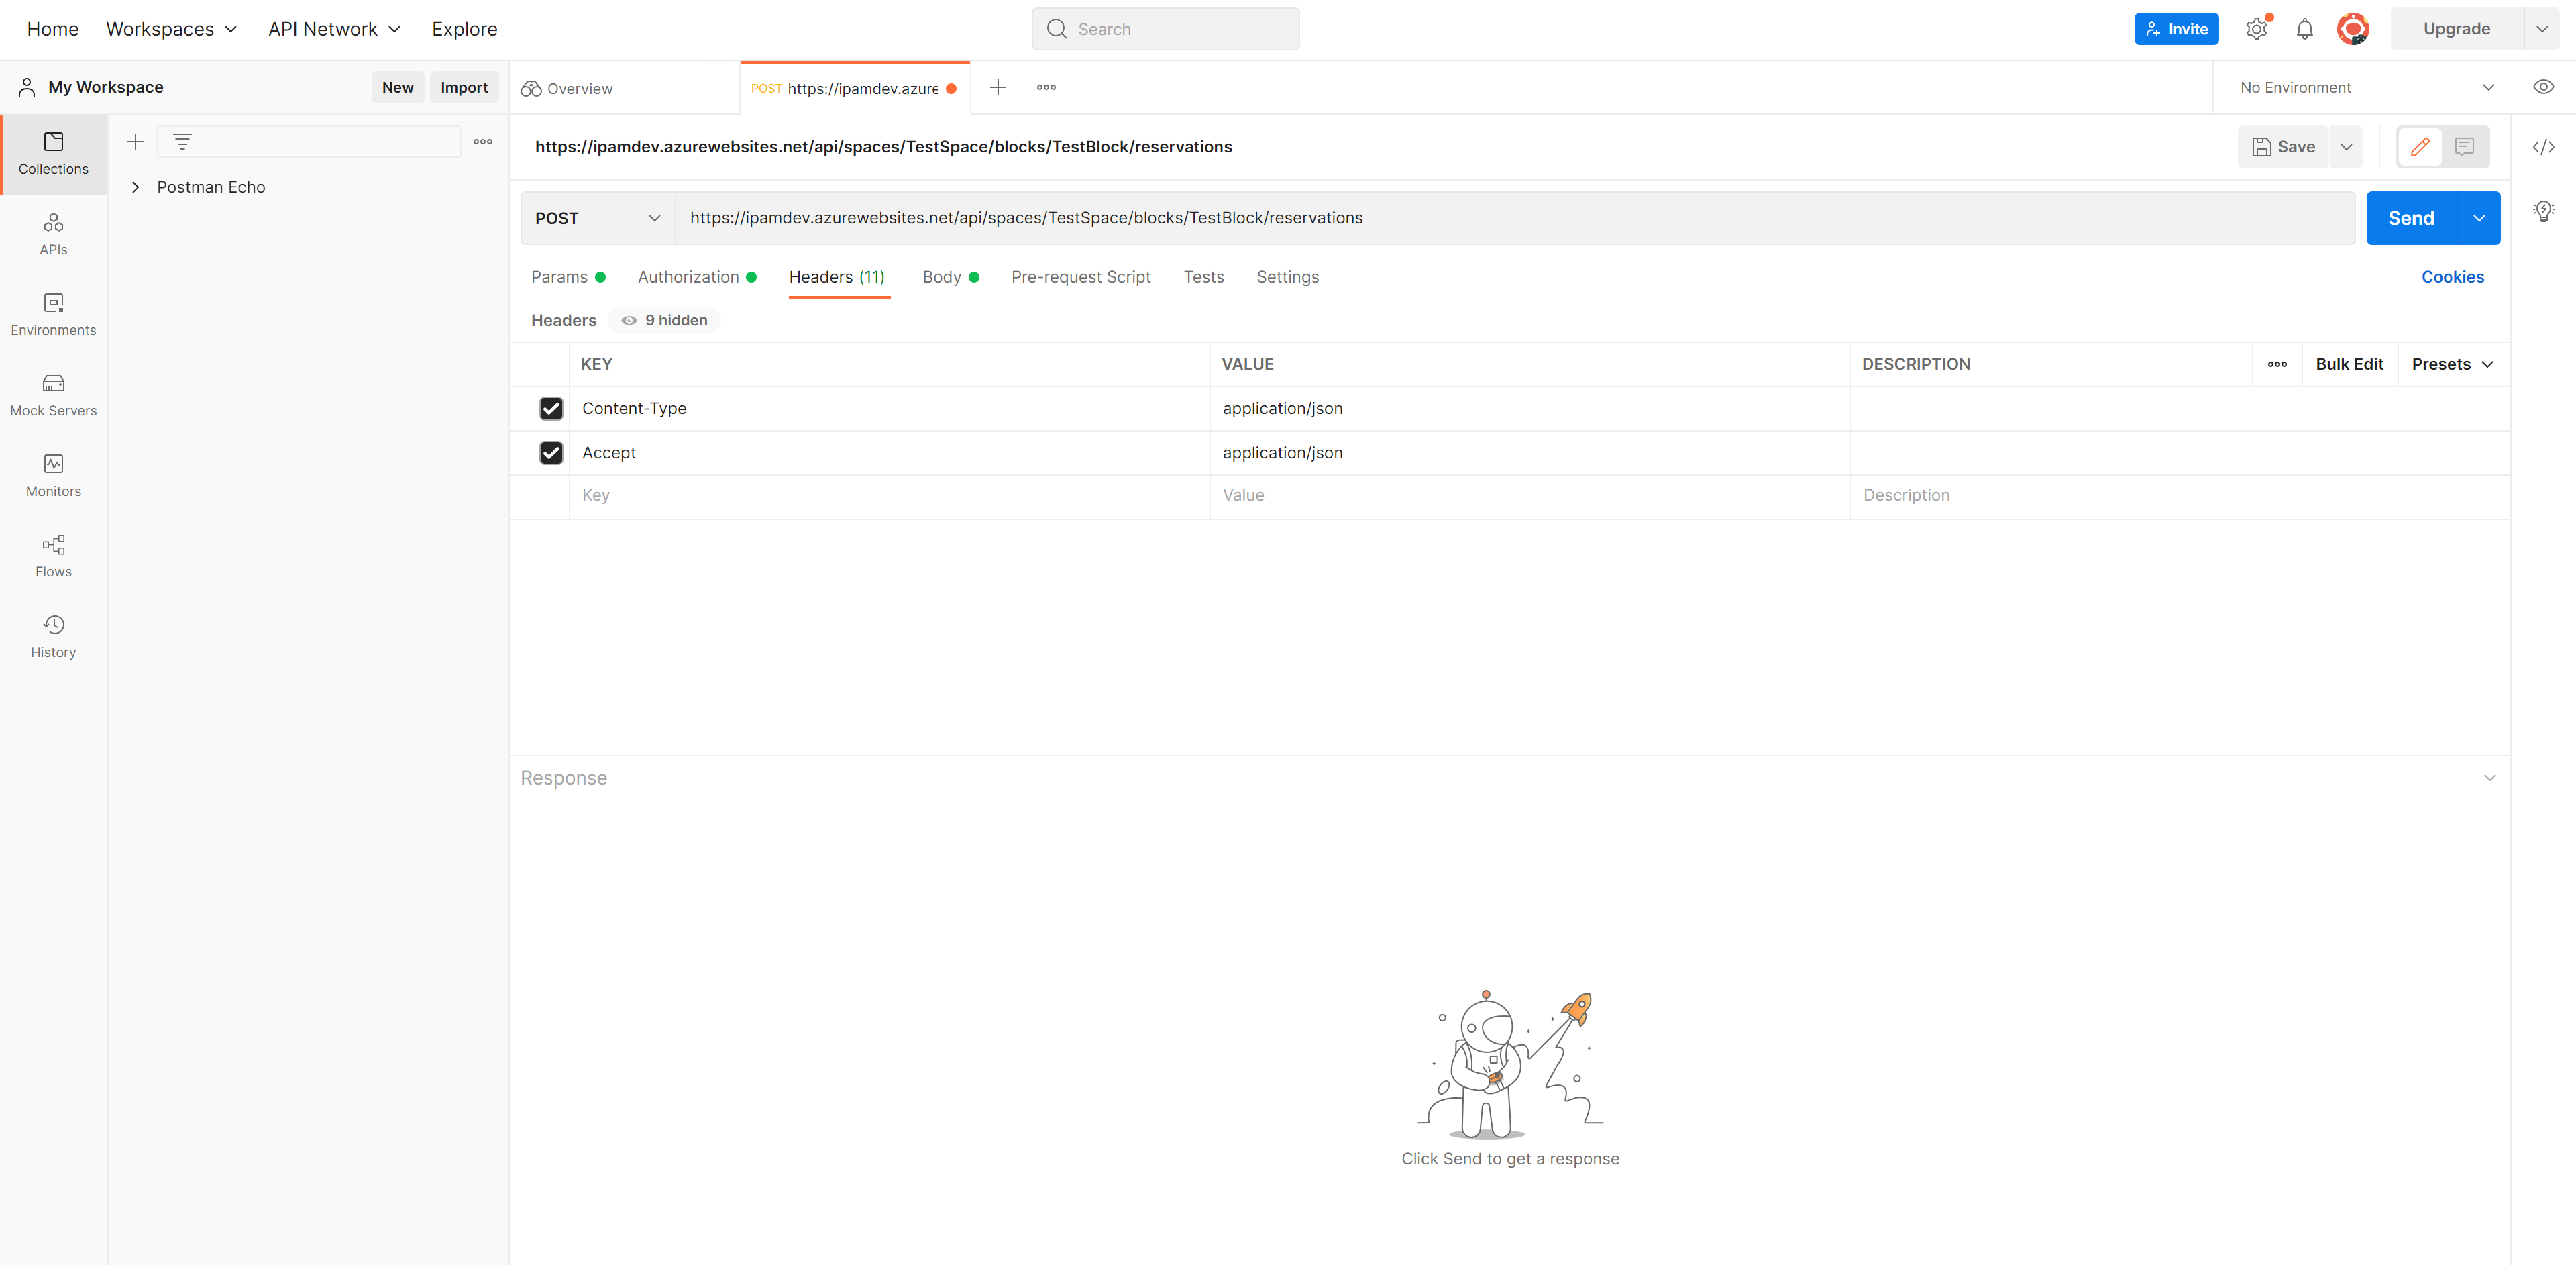 Home Workspaces API Network Explore Search Invite Upgrade
My Workspace New Import Overview POST https://ipamdev.azure No Environment
Collections
APIs
Environments
Mock Servers
Monitors
Flows
History
Postman Echo
https://ipamdev.azurewebsites.net/api/spaces/TestSpace/blocks/TestBlock/reservations Save
POST https://ipamdev.azurewebsites.net/api/spaces/TestSpace/blocks/TestBlock/reservations Send
Params Authorization Headers (11) Body Pre-request Script Tests Settings Cookies
Headers 9 hidden
KEY VALUE DESCRIPTION Bulk Edit Presets
Content-Type application/json
Accept application/json
Key Value Description
Response
Click Send to get a response